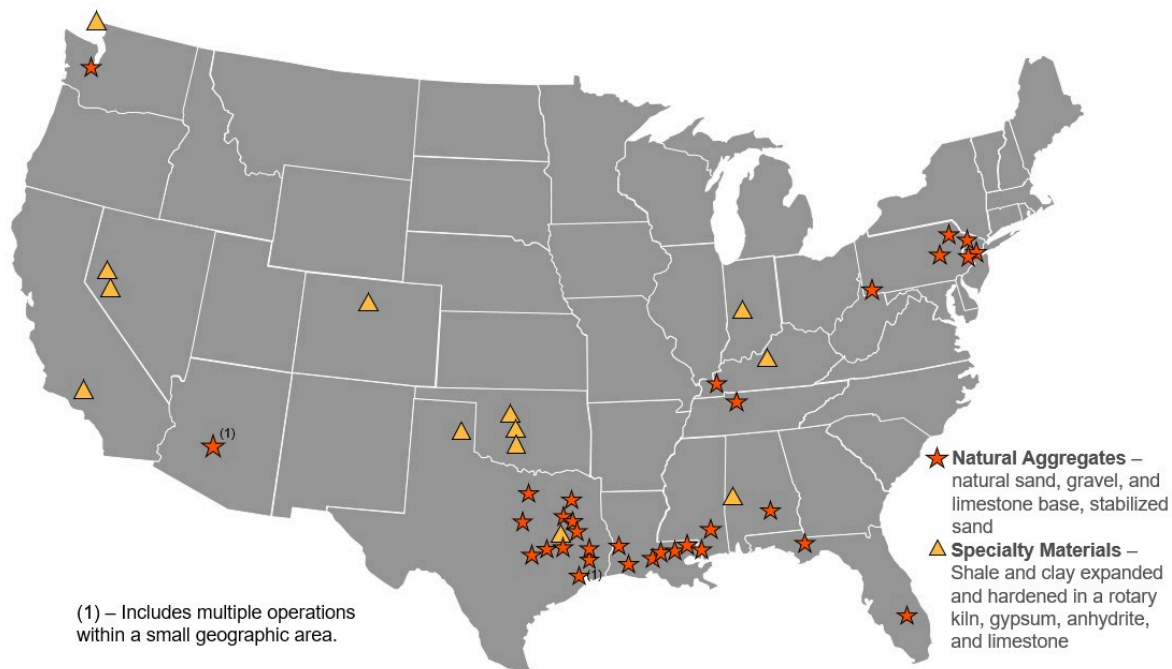 (1)
Natural Aggregates –
natural sand, gravel, and
limestone base, stabilized
sand
Specialty Materials –
Shale and clay expanded
and hardened in a rotary
kiln, gypsum, anhydrite,
and limestone
(1)
(1) – Includes multiple operations
within a small geographic area.